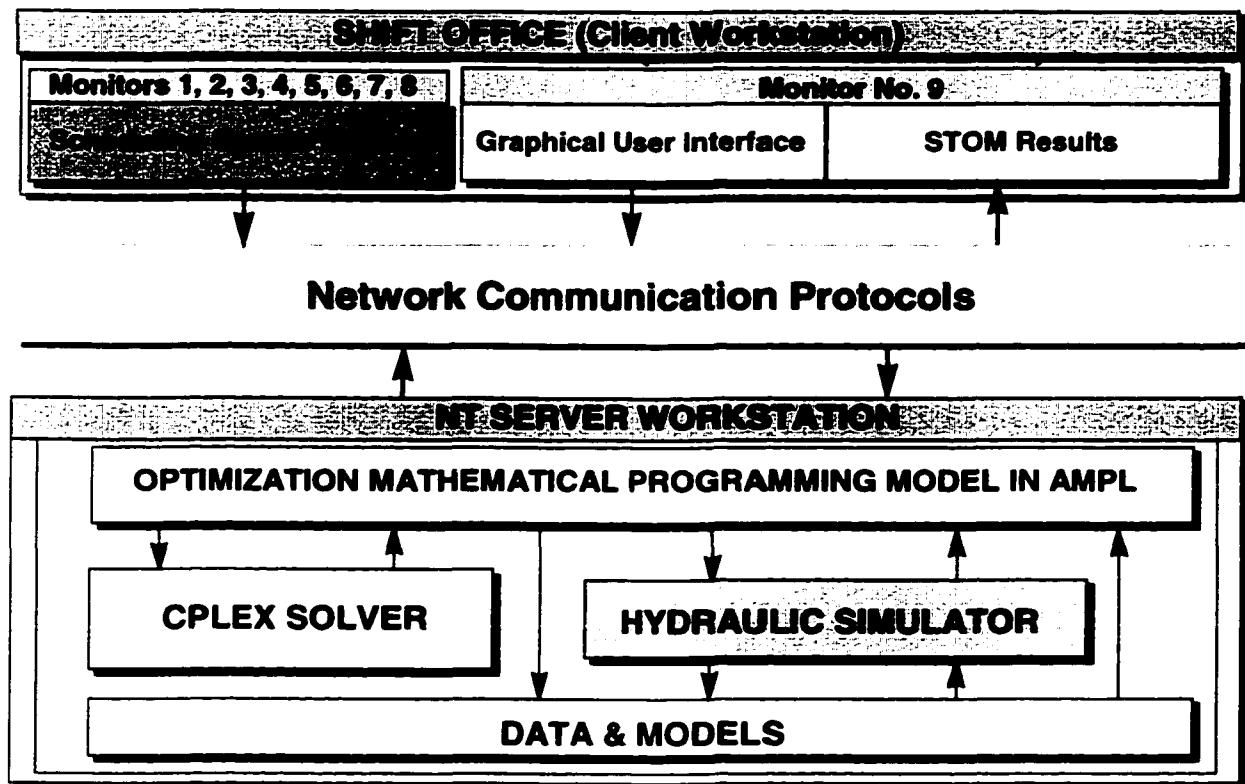 SHIFT OFFICE (Client Workstation)
Monitors 1, 2, 3, 4, 5, 6, 7, 8
Monitor No. 9
Graphical User Interface
STOM Results
Network Communication Protocols
NT SERVER WORKSTATION
OPTIMIZATION MATHEMATICAL PROGRAMMING MODEL IN AMPL
CPLEX SOLVER
HYDRAULIC SIMULATOR
DATA & MODELS